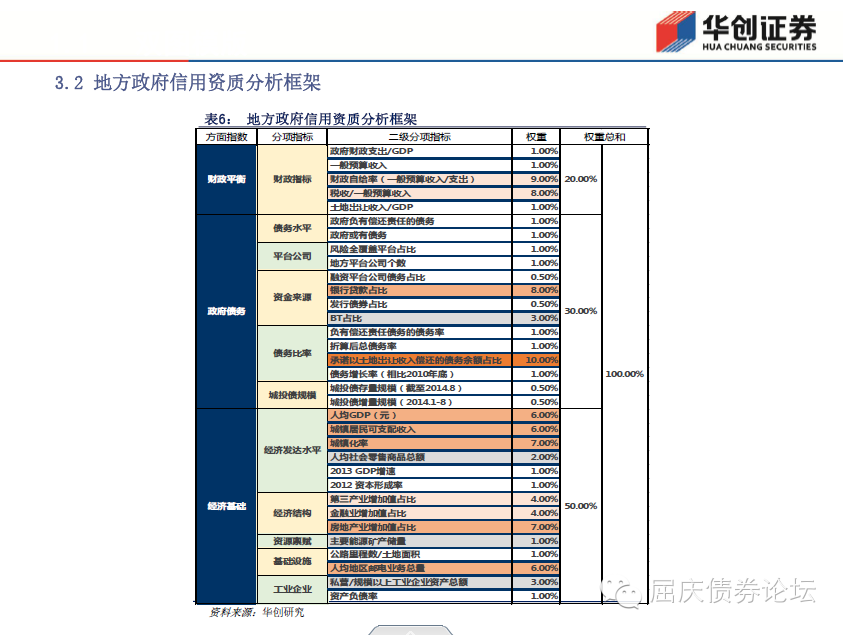 华创证券
HUA CHUANG SECURITIES
3.2 地方政府信用资质分析框架
表6： 地方政府信用资质分析框架
方面指数 分项指标 二级分项指标 权重 权重总和
财政平衡 财政指标 政府财政支出/GDP 1.00% 20.00% 100.00%
一般预算收入 1.00%
财政自给率（一般预算收入/支出） 9.00%
税收/一般预算收入 8.00%
土地出让收入/GDP 1.00%
政府债务 债务水平 政府负有偿还责任的债务 1.00% 30.00%
政府或有债务 1.00%
平台公司 风险全覆盖平台占比 1.00%
地方平台公司个数 1.00%
资金来源 融资平台公司债务占比 0.50%
银行贷款占比 8.00%
发行债券占比 0.50%
BT占比 3.00%
债务比率 负有偿还责任债务的债务率 1.00%
折算后总债务率 1.00%
承诺以土地出让收入偿还的债务余额占比 10.00%
债务增长率（相比2010年底） 1.00%
城投债规模 城投债存量规模（截至2014.8） 0.50%
城投债增量规模（2014.1-8） 0.50%
经济基础 经济发达水平 人均GDP（元） 6.00% 50.00%
城镇居民可支配收入 6.00%
城镇化率 7.00%
人均社会零售商品总额 2.00%
2013 GDP增速 1.00%
2012 资本形成率 1.00%
经济结构 第三产业增加值占比 4.00%
金融业增加值占比 4.00%
房地产业增加值占比 7.00%
资源禀赋 主要能源矿产储量 1.00%
基础设施 公路里程数/土地面积 1.00%
人均地区邮电业务总量 6.00%
工业企业 私营/规模以上工业企业资产总额 3.00%
资产负债率 1.00%
资料来源：华创研究
屈庆债券论坛